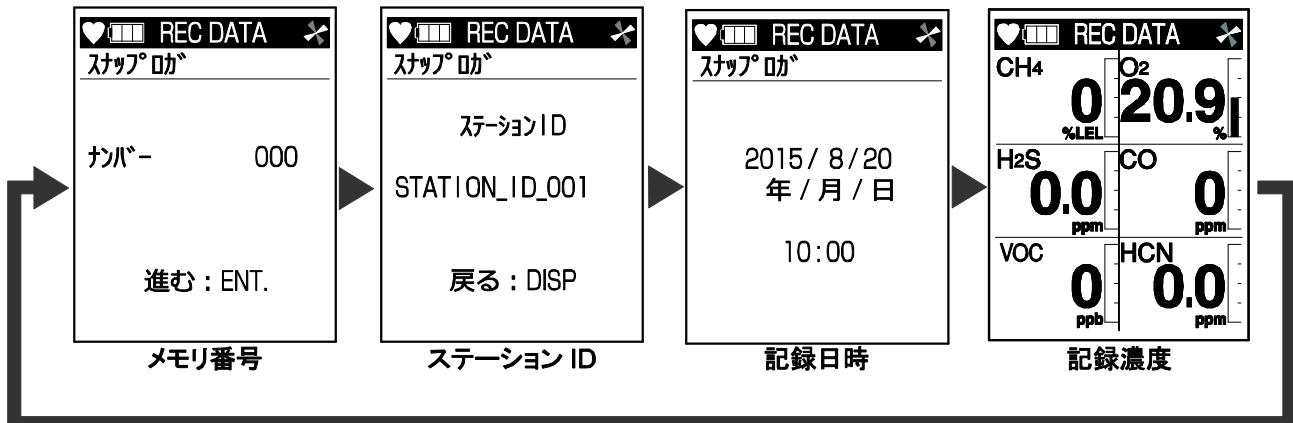 REC DATA
ｽﾅｯﾌﾟﾛｶﾞ
ﾅﾝﾊﾞｰ 000
進む：ENT.
メモリ番号
REC DATA
ｽﾅｯﾌﾟﾛｶﾞ
ｽﾃｰｼｮﾝID
STATION_ID_001
戻る：DISP
ステーション ID
REC DATA
ｽﾅｯﾌﾟﾛｶﾞ
2015/ 8/20
年 / 月 / 日
10:00
記録日時
REC DATA
CH4 O2
0 20.9
%LEL %
H2S CO
0.0 0
ppm ppm
VOC HCN
0 0.0
ppb ppm
記録濃度